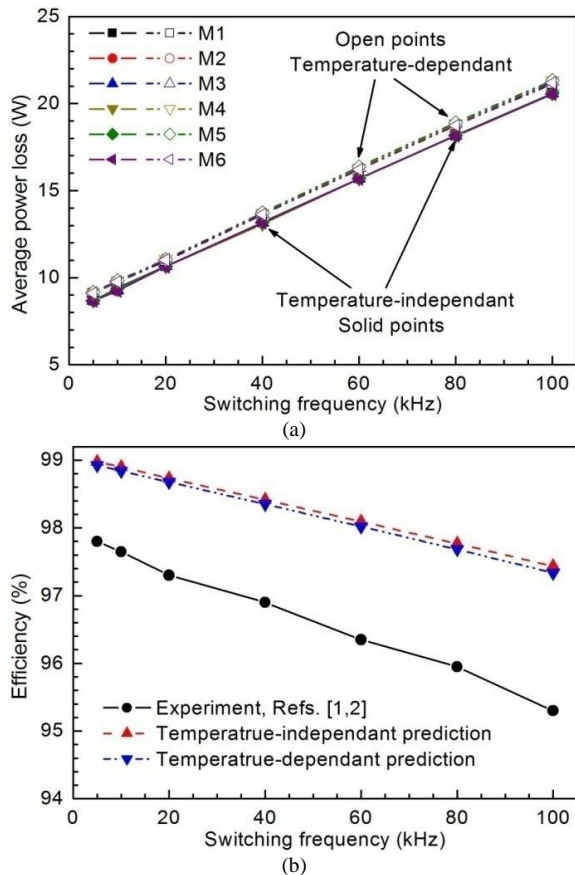 25
20
15
10
5
Average power loss (W)
M1
M2
M3
M4
M5
M6
Open points
Temperature-dependant
Temperature-independant
Solid points
0 20 40 60 80 100
Switching frequency (kHz)
(a)
99
98
97
96
95
94
Efficiency (%)
Experiment, Refs. [1,2]
Temperatrue-independant prediction
Temperatrue-dependant prediction
0 20 40 60 80 100
Switching frequency (kHz)
(b)